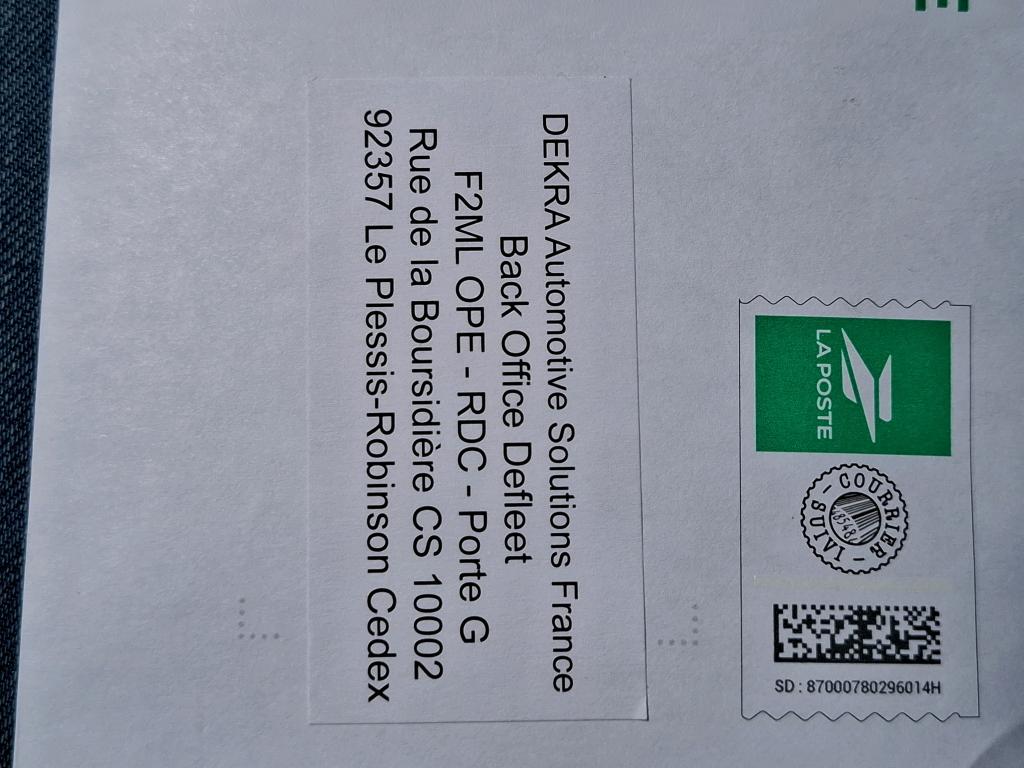 DEKRA Automotive Solutions France
Back Office Defleet
F2ML OPE - RDC - Porte G
Rue de la Boursidière CS 10002
92357 Le Plessis-Robinson Cedex
LA POSTE
COURRIER - SUIVI -
SD : 87000780296014H